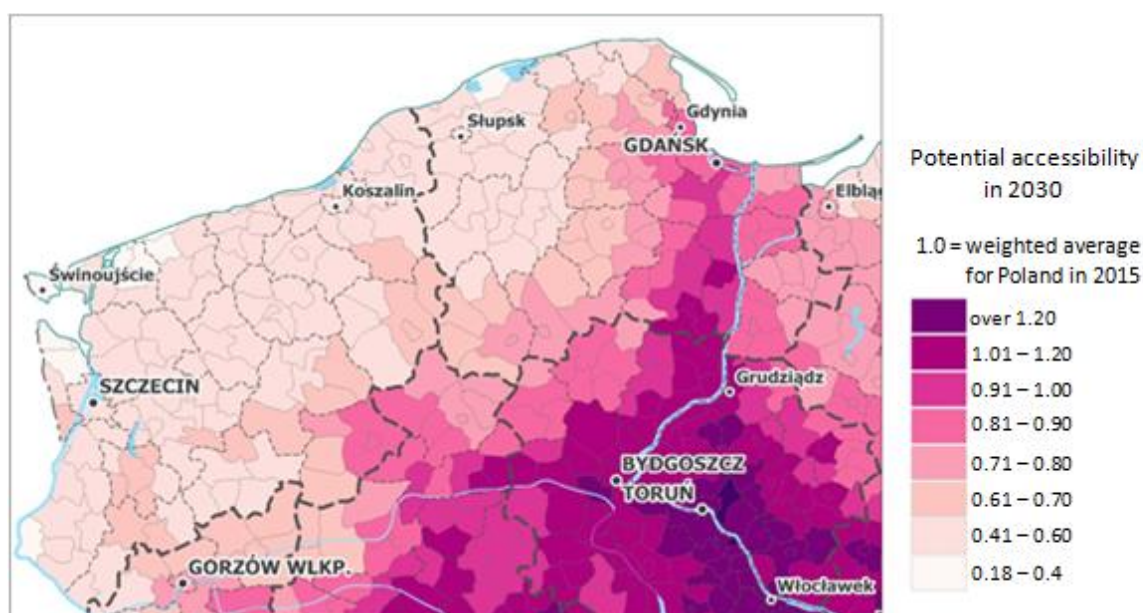 Gdynia
Słupsk
GDAŃSK
Koszalin
Elbląg
Świnoujście
SZCZECIN
Grudziądz
BYDGOSZCZ
TORUŃ
GORZÓW WLKP.
Włocławek
Potential accessibility
in 2030
1.0 = weighted average
for Poland in 2015
over 1.20
1.01 – 1.20
0.91 – 1.00
0.81 – 0.90
0.71 – 0.80
0.61 – 0.70
0.41 – 0.60
0.18 – 0.4